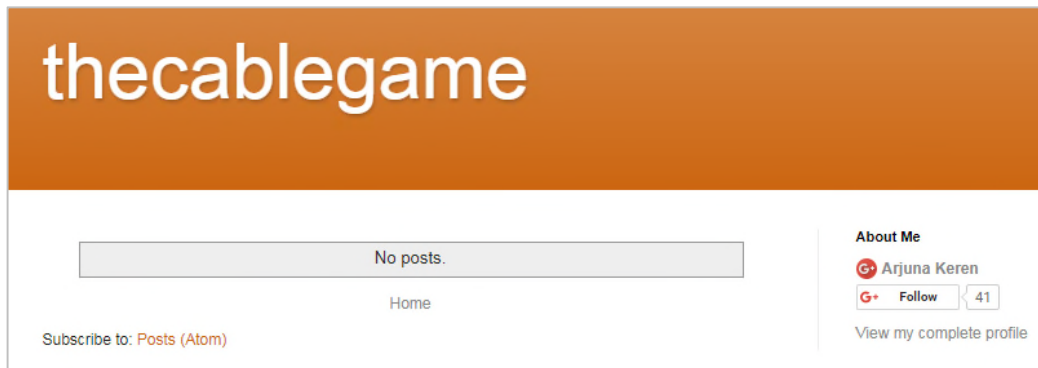 thecablegame
No posts.
Home
Subscribe to: Posts (Atom)
About Me
G+ Arjuna Keren
G+ Follow 41
View my complete profile